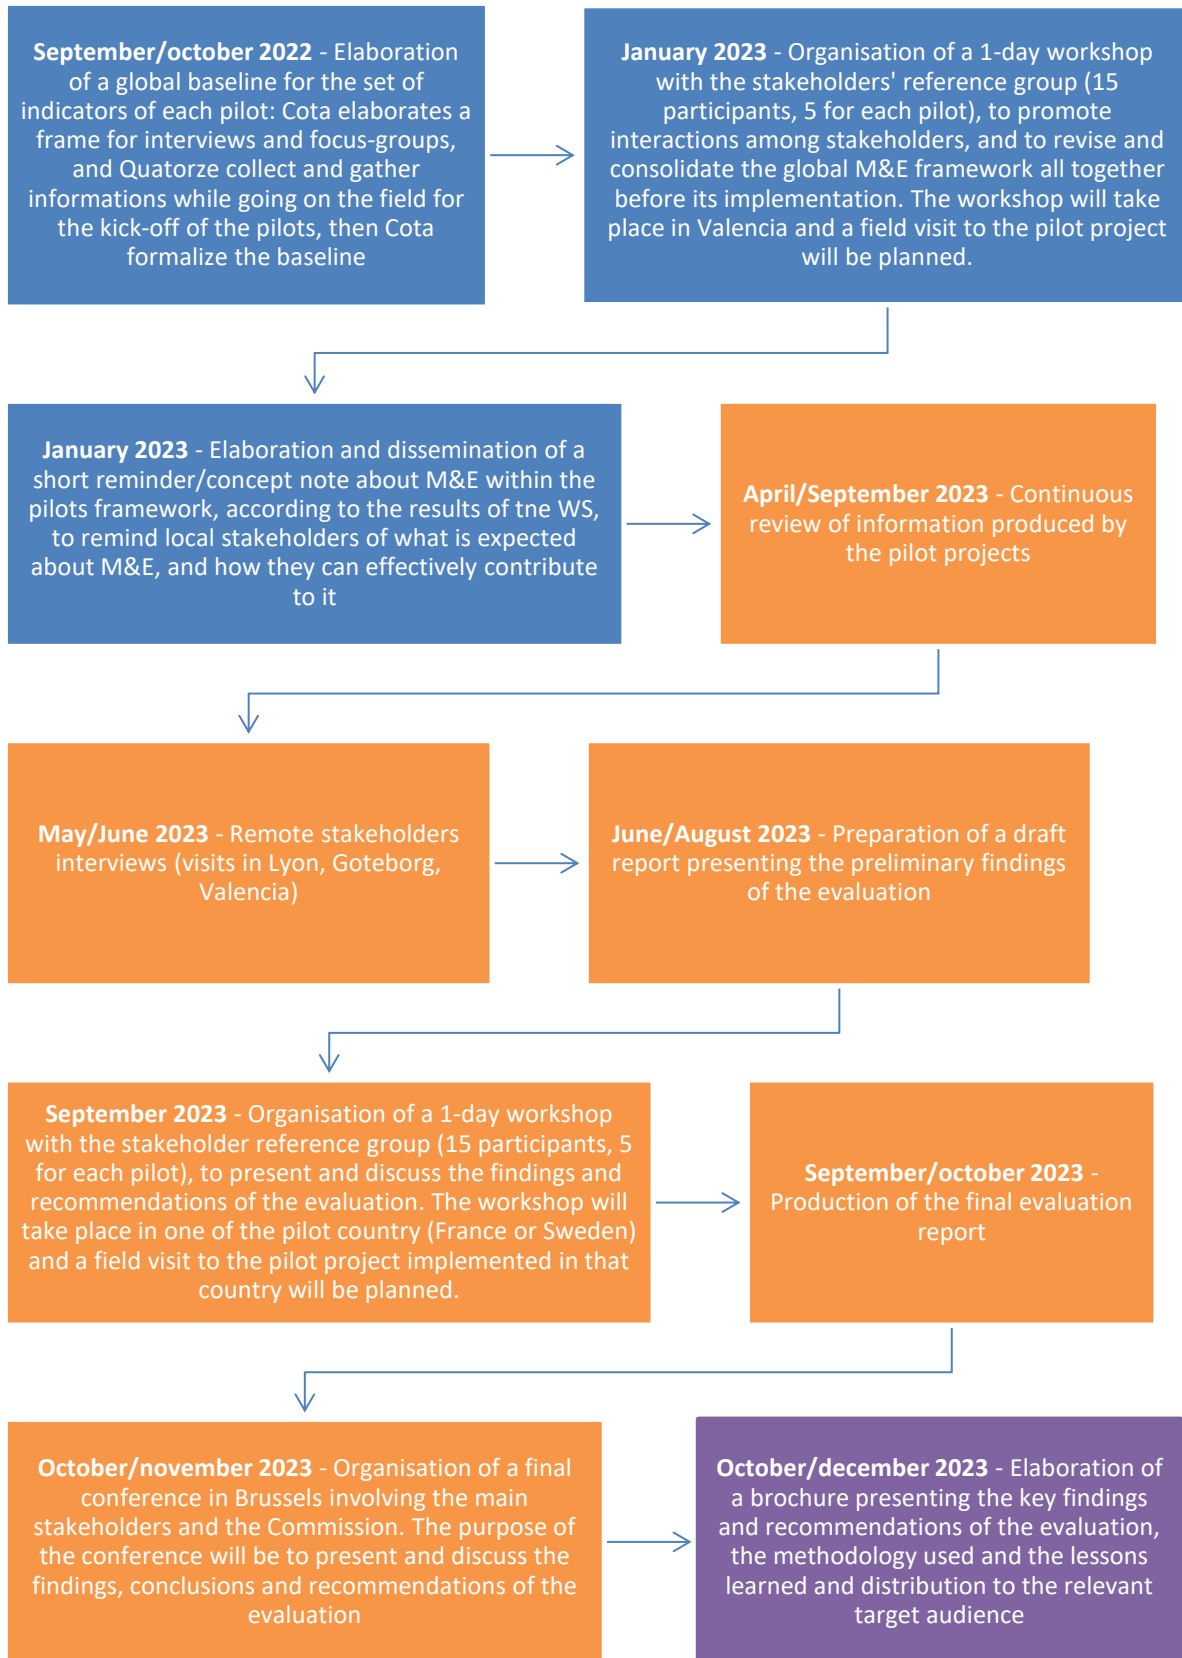 September/october 2022 - Elaboration
of a global baseline for the set of
indicators of each pilot: Cota elaborates a
frame for interviews and focus-groups,
and Quatorze collect and gather
informations while going on the field for
the kick-off of the pilots, then Cota
formalize the baseline
January 2023 - Organisation of a 1-day workshop
with the stakeholders' reference group (15
participants, 5 for each pilot), to promote
interactions among stakeholders, and to revise and
consolidate the global M&E framework all together
before its implementation. The workshop will take
place in Valencia and a field visit to the pilot project
will be planned.
January 2023 - Elaboration and dissemination of a
short reminder/concept note about M&E within the
pilots framework, according to the results of tne WS,
to remind local stakeholders of what is expected
about M&E, and how they can effectively contribute
to it
April/September 2023 - Continuous
review of information produced by
the pilot projects
May/June 2023 - Remote stakeholders
interviews (visits in Lyon, Goteborg,
Valencia)
June/August 2023 - Preparation of a draft
report presenting the preliminary findings
of the evaluation
September 2023 - Organisation of a 1-day workshop
with the stakeholder reference group (15 participants, 5
for each pilot), to present and discuss the findings and
recommendations of the evaluation. The workshop will
take place in one of the pilot country (France or Sweden)
and a field visit to the pilot project implemented in that
country will be planned.
September/october 2023 -
Production of the final evaluation
report
October/november 2023 - Organisation of a final
conference in Brussels involving the main
stakeholders and the Commission. The purpose of
the conference will be to present and discuss the
findings, conclusions and recommendations of the
evaluation
October/december 2023 - Elaboration of
a brochure presenting the key findings
and recommendations of the evaluation,
the methodology used and the lessons
learned and distribution to the relevant
target audience